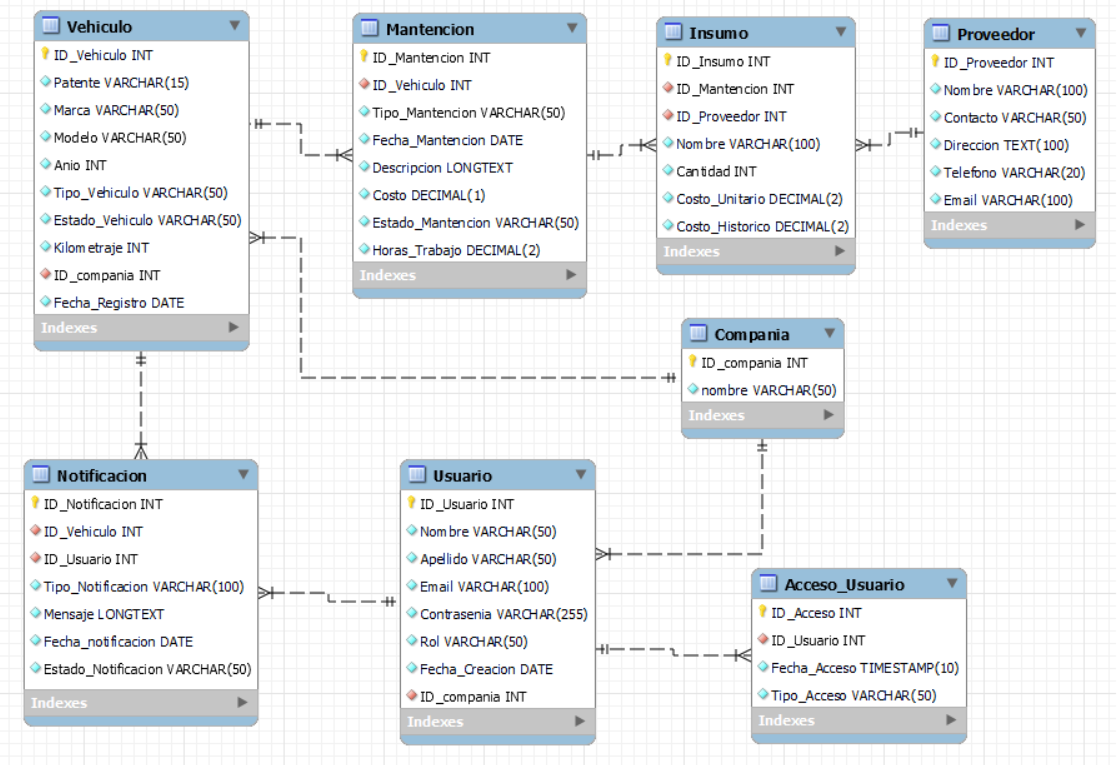 Vehiculo
ID_Vehiculo INT
Patente VARCHAR(15)
Marca VARCHAR(50)
Modelo VARCHAR(50)
Anio INT
Tipo_Vehiculo VARCHAR(50)
Estado_Vehiculo VARCHAR(50)
Kilometraje INT
ID_compania INT
Fecha_Registro DATE
Indexes
Mantencion
ID_Mantencion INT
ID_Vehiculo INT
Tipo_Mantencion VARCHAR(50)
Fecha_Mantencion DATE
Descripcion LONGTEXT
Costo DECIMAL(1)
Estado_Mantencion VARCHAR(50)
Horas_Trabajo DECIMAL(2)
Indexes
Insumo
ID_Insumo INT
ID_Mantencion INT
ID_Proveedor INT
Nombre VARCHAR(100)
Cantidad INT
Costo_Unitario DECIMAL(2)
Costo_Historico DECIMAL(2)
Indexes
Proveedor
ID_Proveedor INT
Nombre VARCHAR(100)
Contacto VARCHAR(50)
Direccion TEXT(100)
Telefono VARCHAR(20)
Email VARCHAR(100)
Indexes
Compania
ID_compania INT
nombre VARCHAR(50)
Indexes
Notificacion
ID_Notificacion INT
ID_Vehiculo INT
ID_Usuario INT
Tipo_Notificacion VARCHAR(100)
Mensaje LONGTEXT
Fecha_notificacion DATE
Estado_Notificacion VARCHAR(50)
Indexes
Usuario
ID_Usuario INT
Nombre VARCHAR(50)
Apellido VARCHAR(50)
Email VARCHAR(100)
Contrasenia VARCHAR(255)
Rol VARCHAR(50)
Fecha_Creacion DATE
ID_compania INT
Indexes
Acceso_Usuario
ID_Acceso INT
ID_Usuario INT
Fecha_Acceso TIMESTAMP(10)
Tipo_Acceso VARCHAR(50)
Indexes